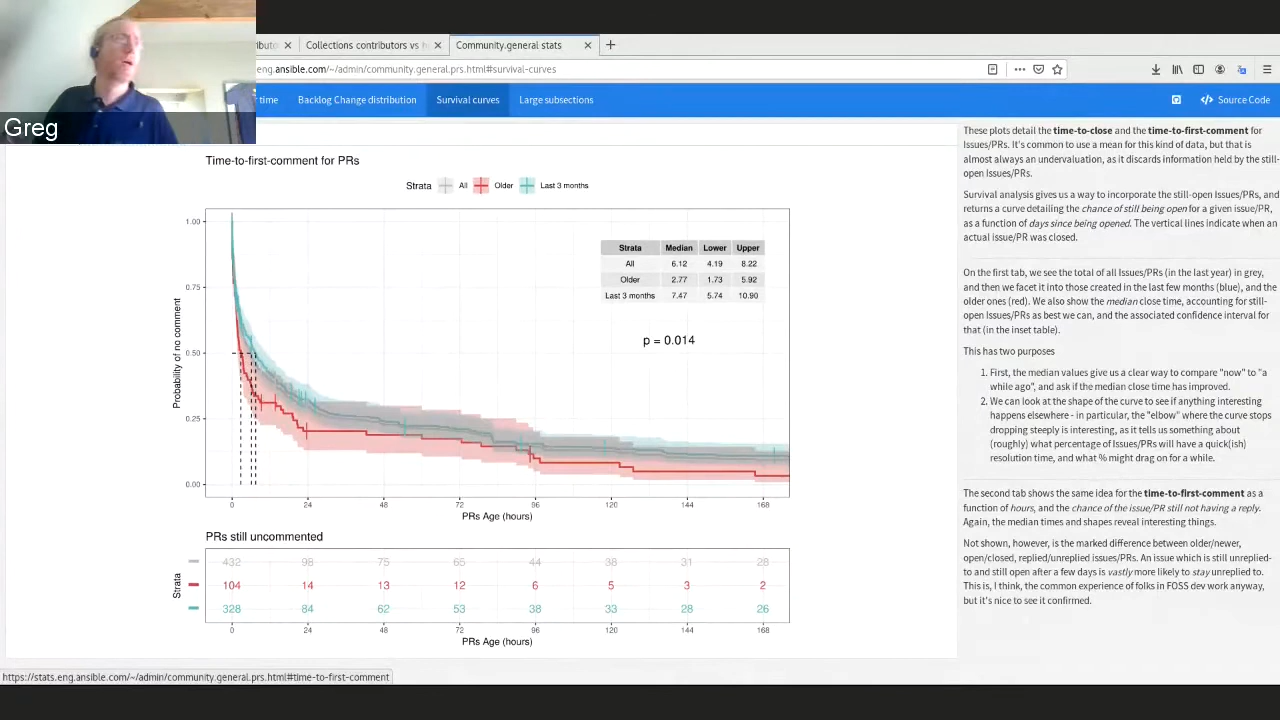 Greg
butor
Collections contributors vs h
Community.general stats
eng.ansible.com/~/admin/community.general.prs.html#survival-curves
time
Backlog Change distribution
Survival curves
Large subsections
Source Code
Time-to-first-comment for PRs
Strata All Older Last 3 months
Probability of no comment
1.00
0.75
0.50
0.25
0.00
Strata Median Lower Upper
All 6.12 4.19 8.22
Older 2.77 1.73 5.92
Last 3 months 7.47 5.74 10.90
p = 0.014
0 24 48 72 96 120 144 168
PRs Age (hours)
PRs still uncommented
Strata
432 98 75 65 44 38 31 28
104 14 13 12 6 5 3 2
328 84 62 53 38 33 28 26
0 24 48 72 96 120 144 168
PRs Age (hours)
These plots detail the time-to-close and the time-to-first-comment for
Issues/PRs. It's common to use a mean for this kind of data, but that is
almost always an undervaluation, as it discards information held by the still-
open Issues/PRs.
Survival analysis gives us a way to incorporate the still-open Issues/PRs, and
returns a curve detailing the chance of still being open for a given issue/PR,
as a function of days since being opened. The vertical lines indicate when an
actual issue/PR was closed.
On the first tab, we see the total of all Issues/PRs (in the last year) in grey,
and then we facet it into those created in the last few months (blue), and the
older ones (red). We also show the median close time, accounting for still-
open Issues/PRs as best we can, and the associated confidence interval for
that (in the inset table).
This has two purposes
1. First, the median values give us a clear way to compare "now" to "a
while ago", and ask if the median close time has improved.
2. We can look at the shape of the curve to see if anything interesting
happens elsewhere - in particular, the "elbow" where the curve stops
dropping steeply is interesting, as it tells us something about
(roughly) what percentage of Issues/PRs will have a quick(ish)
resolution time, and what % might drag on for a while.
The second tab shows the same idea for the time-to-first-comment as a
function of hours, and the chance of the issue/PR still not having a reply.
Again, the median times and shapes reveal interesting things.
Not shown, however, is the marked difference between older/newer,
open/closed, replied/unreplied issues/PRs. An issue which is still unreplied-
to and still open after a few days is vastly more likely to stay unreplied to.
This is, I think, the common experience of folks in FOSS dev work anyway,
but it's nice to see it confirmed.
https://stats.eng.ansible.com/~/admin/community.general.prs.html#time-to-first-comment